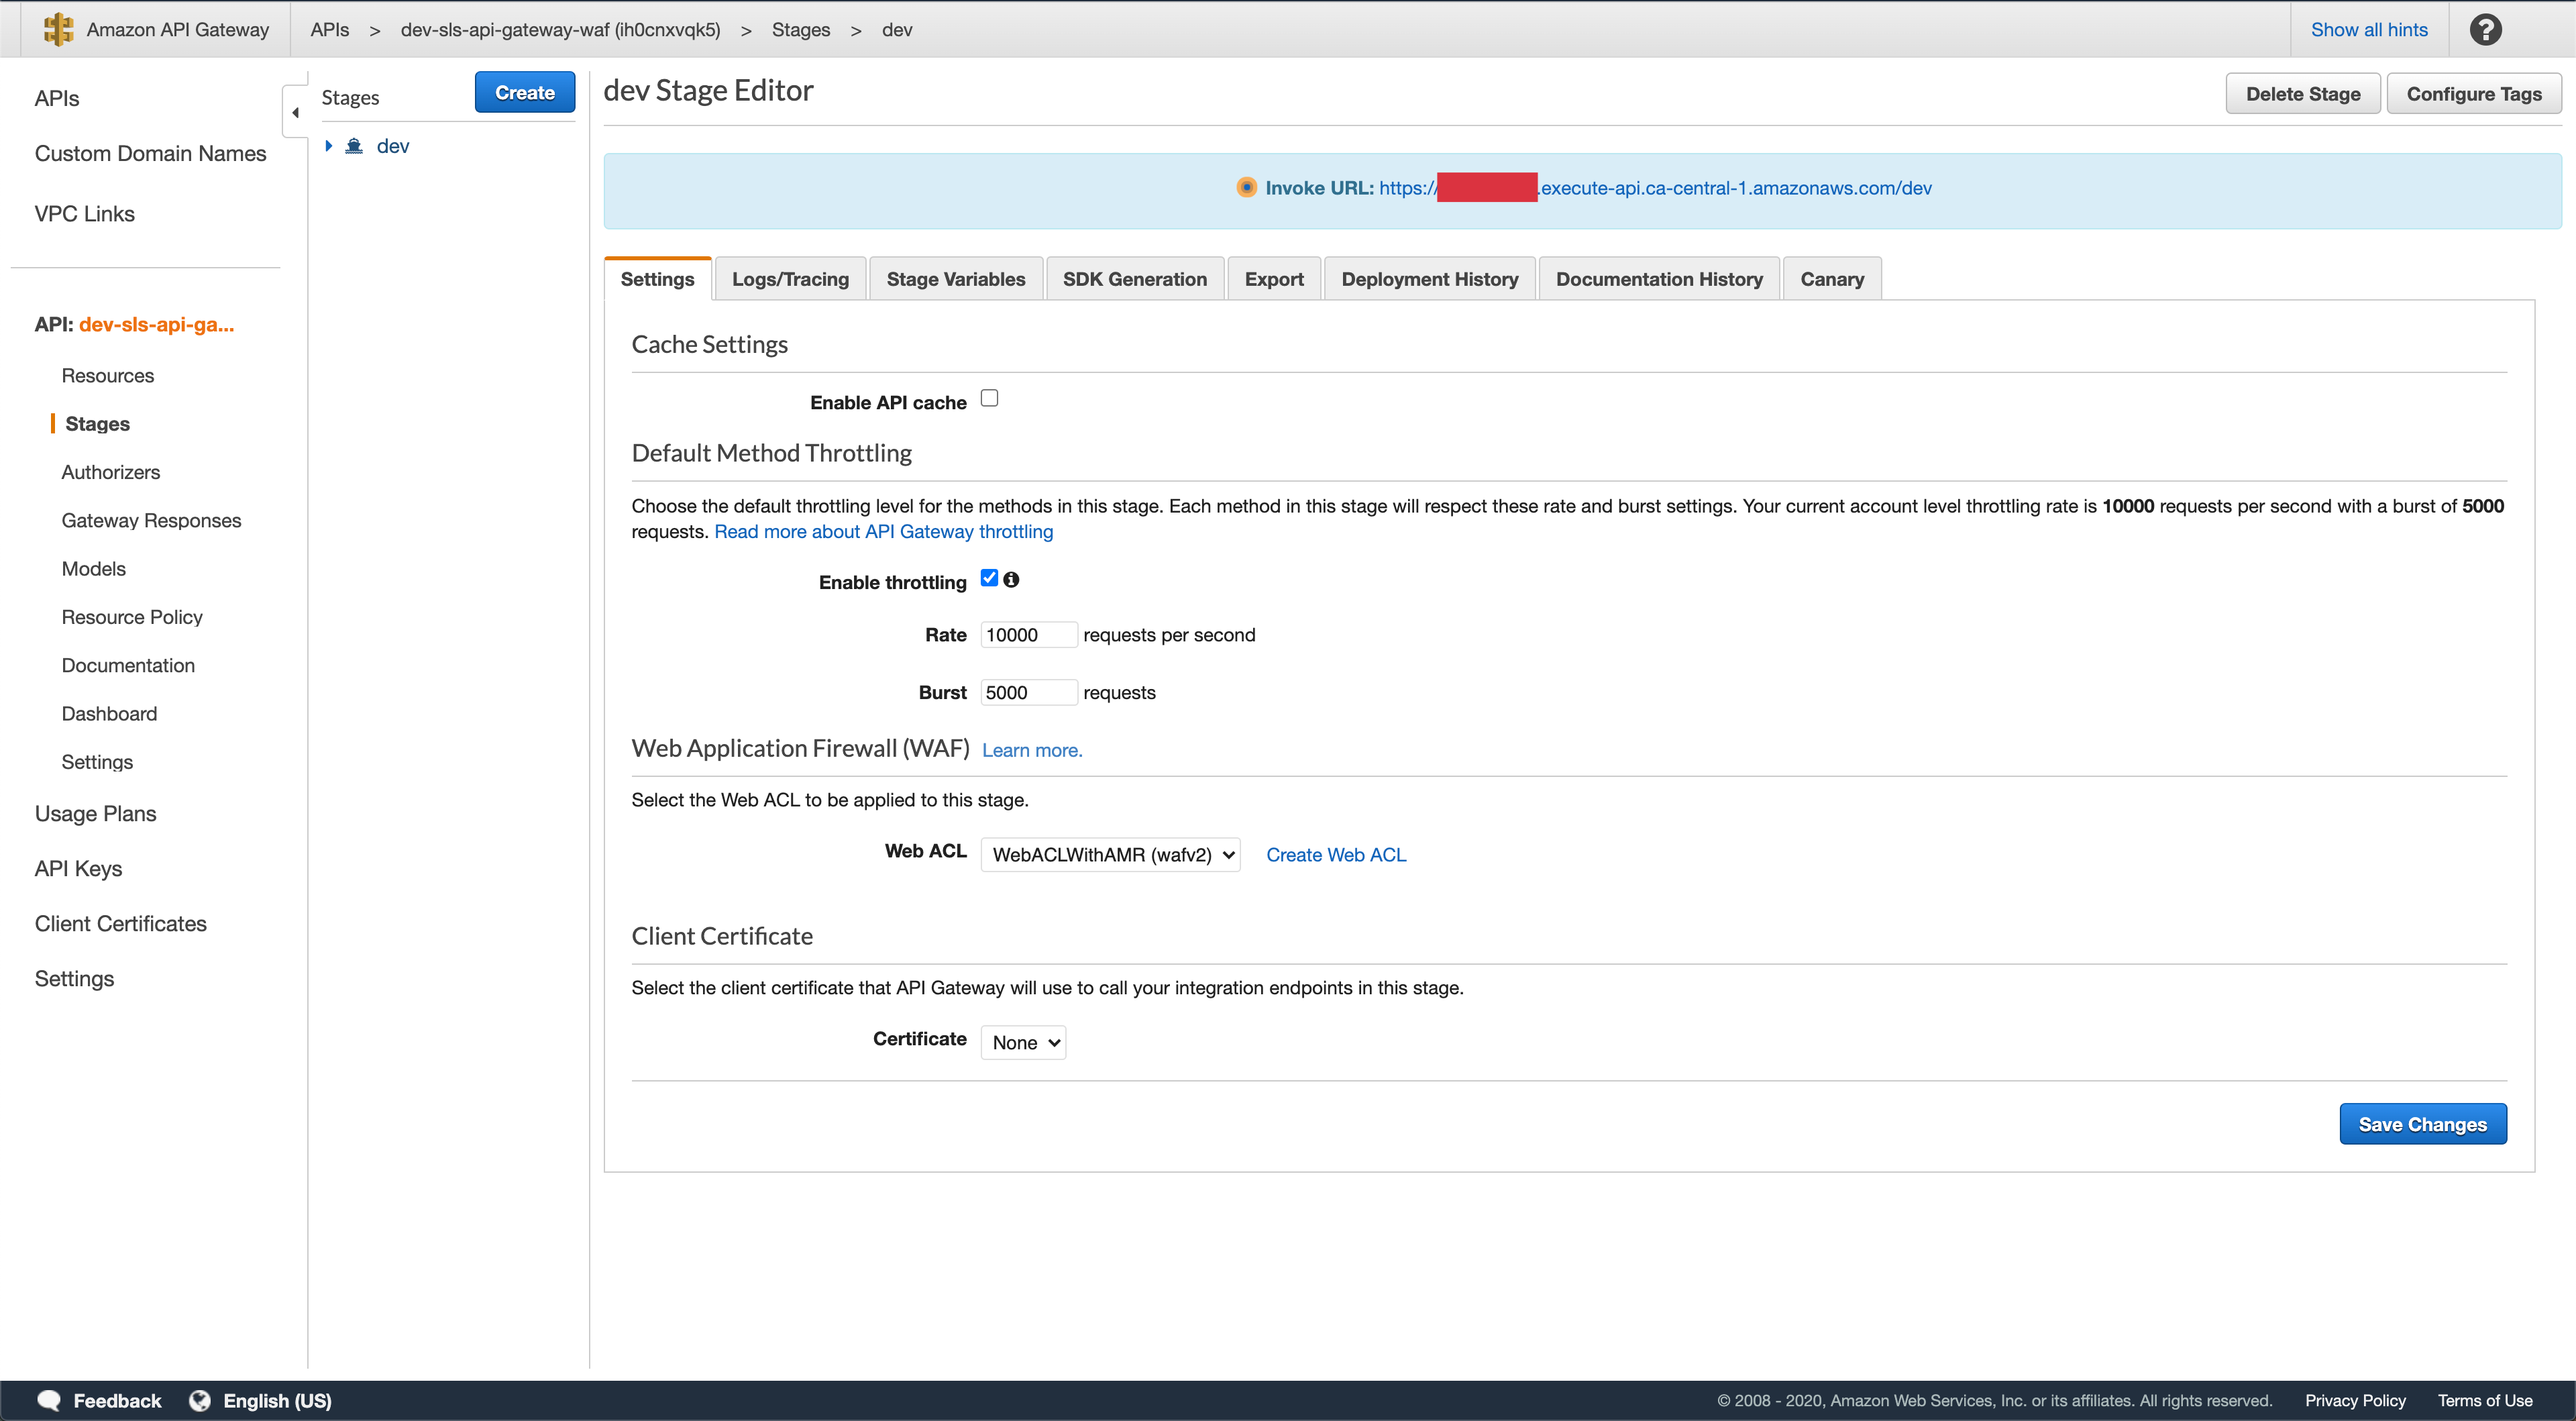 Amazon API Gateway
APIs > dev-sls-api-gateway-waf (ih0cnxvqk5) > Stages > dev
Show all hints
?
APIs
Custom Domain Names
VPC Links
API: dev-sls-api-ga...
Resources
Stages
Authorizers
Gateway Responses
Models
Resource Policy
Documentation
Dashboard
Settings
Usage Plans
API Keys
Client Certificates
Settings
Stages
Create
dev
dev Stage Editor
Delete Stage
Configure Tags
Invoke URL: https:// .execute-api.ca-central-1.amazonaws.com/dev
Settings
Logs/Tracing
Stage Variables
SDK Generation
Export
Deployment History
Documentation History
Canary
Cache Settings
Enable API cache
Default Method Throttling
Choose the default throttling level for the methods in this stage. Each method in this stage will respect these rate and burst settings. Your current account level throttling rate is 10000 requests per second with a burst of 5000
requests. Read more about API Gateway throttling
Enable throttling
Rate 10000 requests per second
Burst 5000 requests
Web Application Firewall (WAF) Learn more.
Select the Web ACL to be applied to this stage.
Web ACL WebACLWithAMR (wafv2) Create Web ACL
Client Certificate
Select the client certificate that API Gateway will use to call your integration endpoints in this stage.
Certificate None
Save Changes
Feedback
English (US)
© 2008 - 2020, Amazon Web Services, Inc. or its affiliates. All rights reserved.
Privacy Policy
Terms of Use